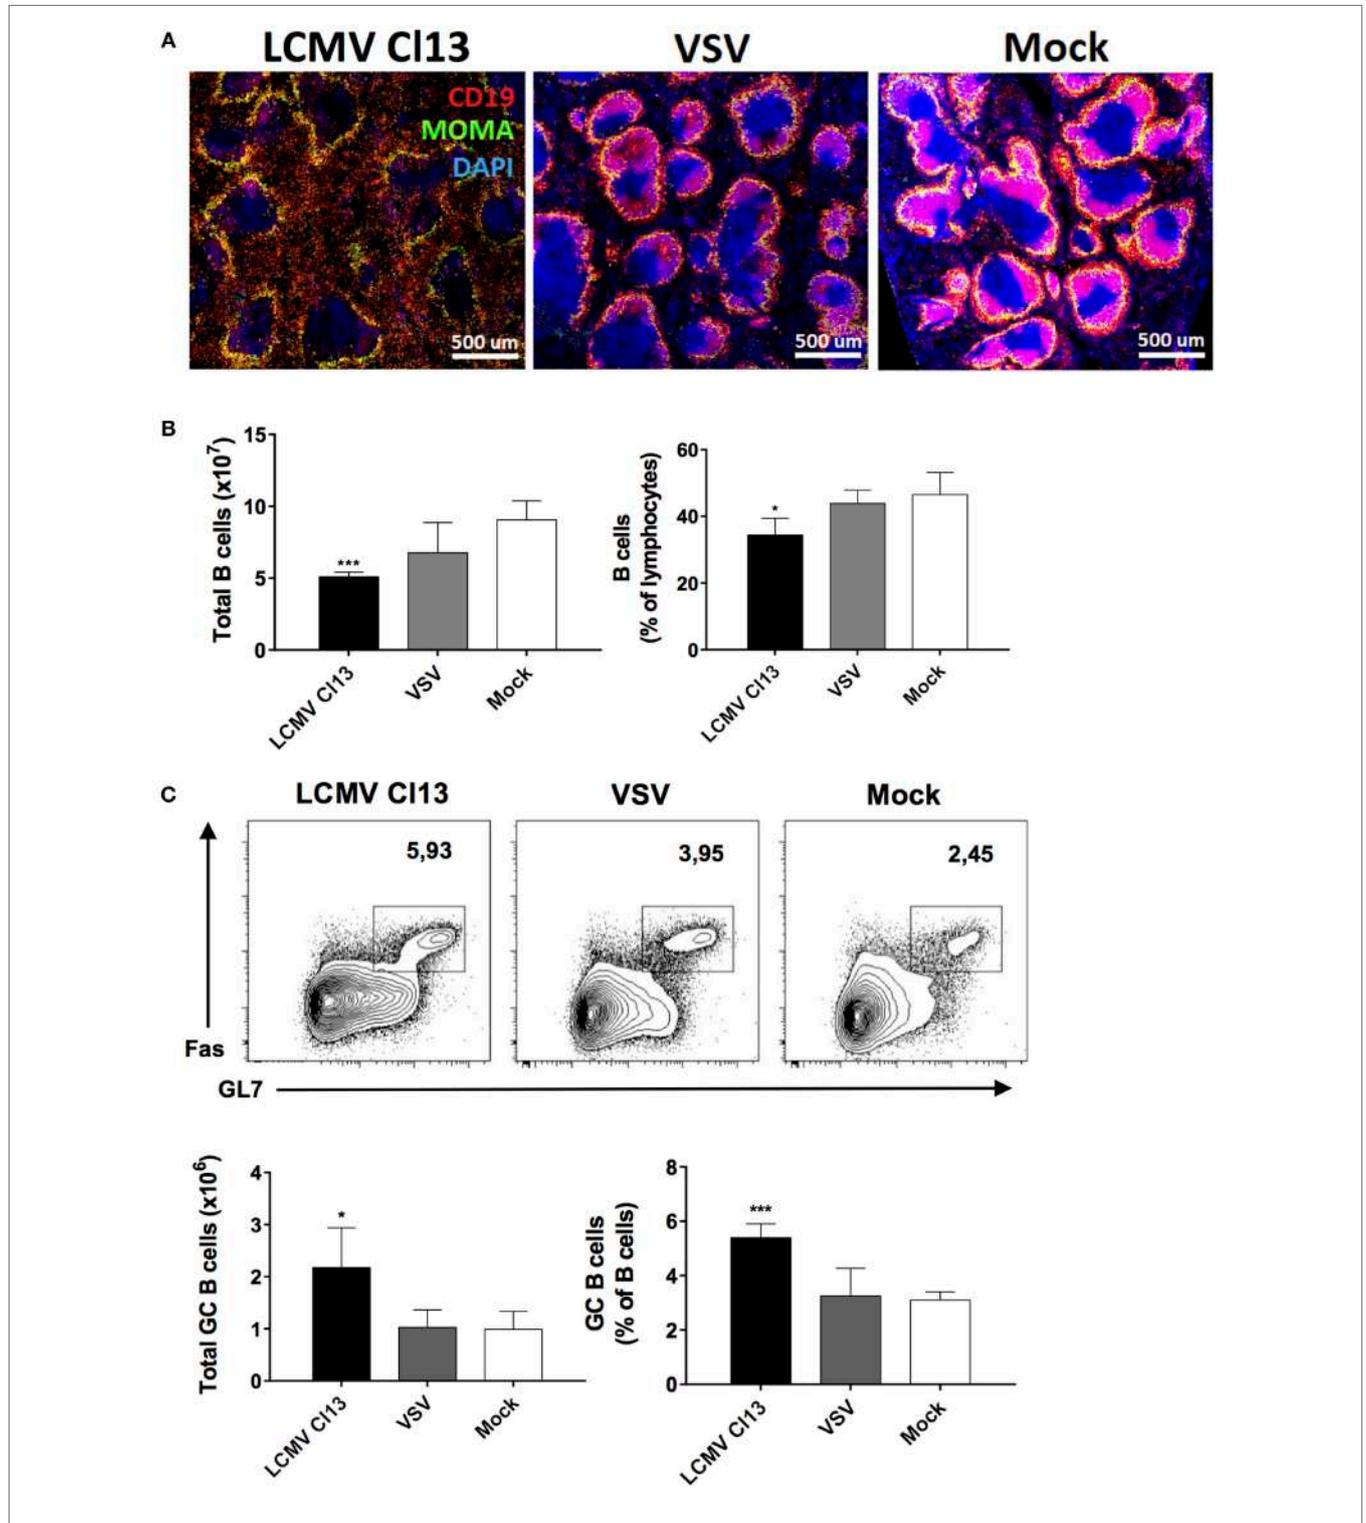 A
LCMV Cl13 VSV Mock
CD19
MOMA
DAPI
500 um 500 um 500 um
B
Total B cells (x10⁷)
15
10
5
0
***
LCMV Cl13 VSV Mock
B cells
(% of lymphocytes)
60
40
20
0
*
LCMV Cl13 VSV Mock
C
LCMV Cl13 VSV Mock
5,93 3,95 2,45
Fas
GL7
Total GC B cells (x10⁶)
4
3
2
1
0
*
LCMV Cl13 VSV Mock
GC B cells
(% of B cells)
8
6
4
2
0
***
LCMV Cl13 VSV Mock